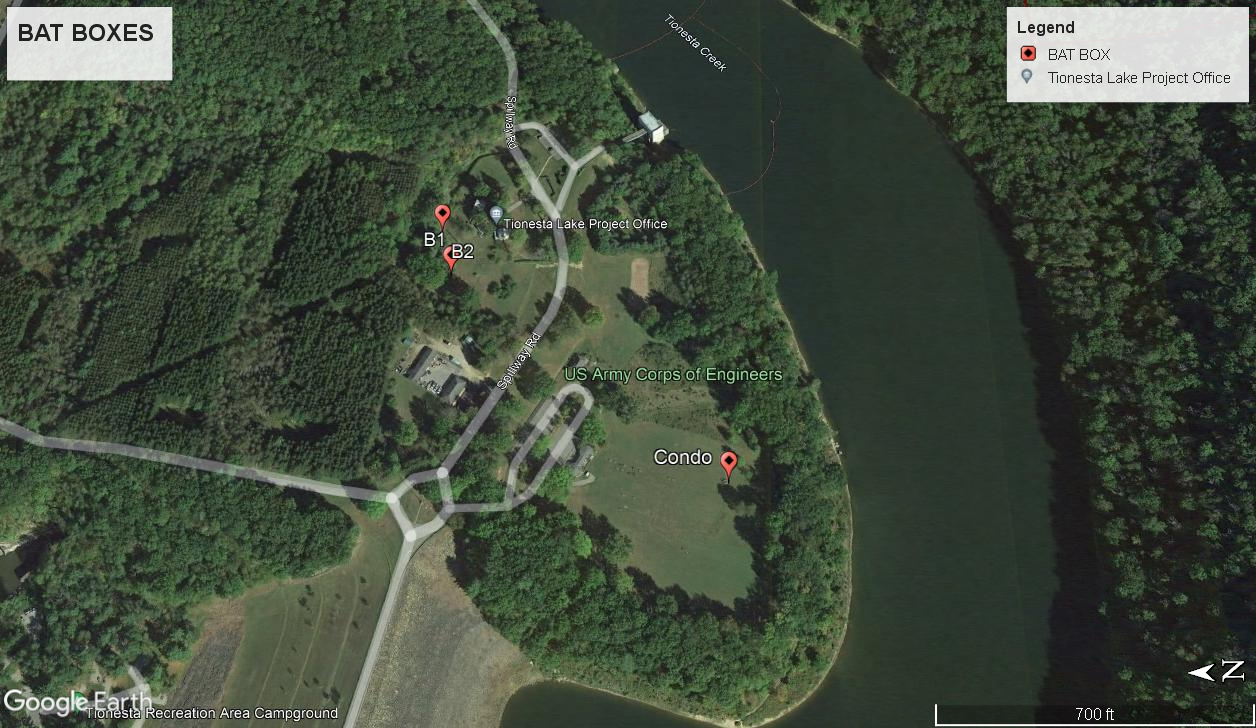 BAT BOXES
Legend
BAT BOX
Tionesta Lake Project Office
Tionesta Creek
Spillway Rd
Tionesta Lake Project Office
B1
B2
Spillway Rd
US Army Corps of Engineers
Condo
N
Google Earth
Tionesta Recreation Area Campground
700 ft